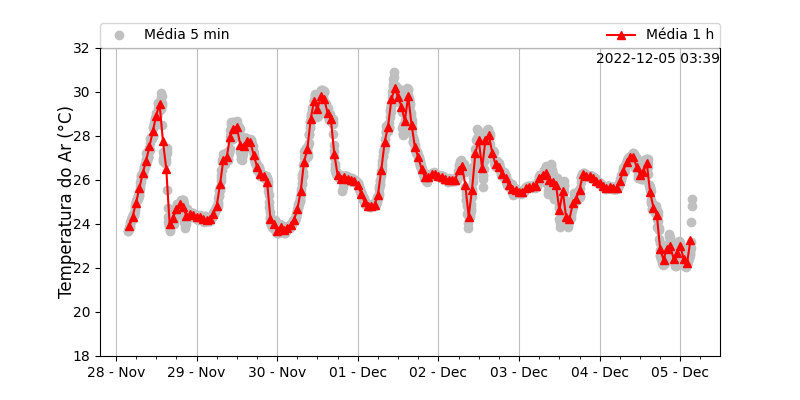 Média 5 min
Média 1 h
2022-12-05 03:39
Temperatura do Ar (°C)
32
30
28
26
24
22
20
18
28 - Nov
29 - Nov
30 - Nov
01 - Dec
02 - Dec
03 - Dec
04 - Dec
05 - Dec